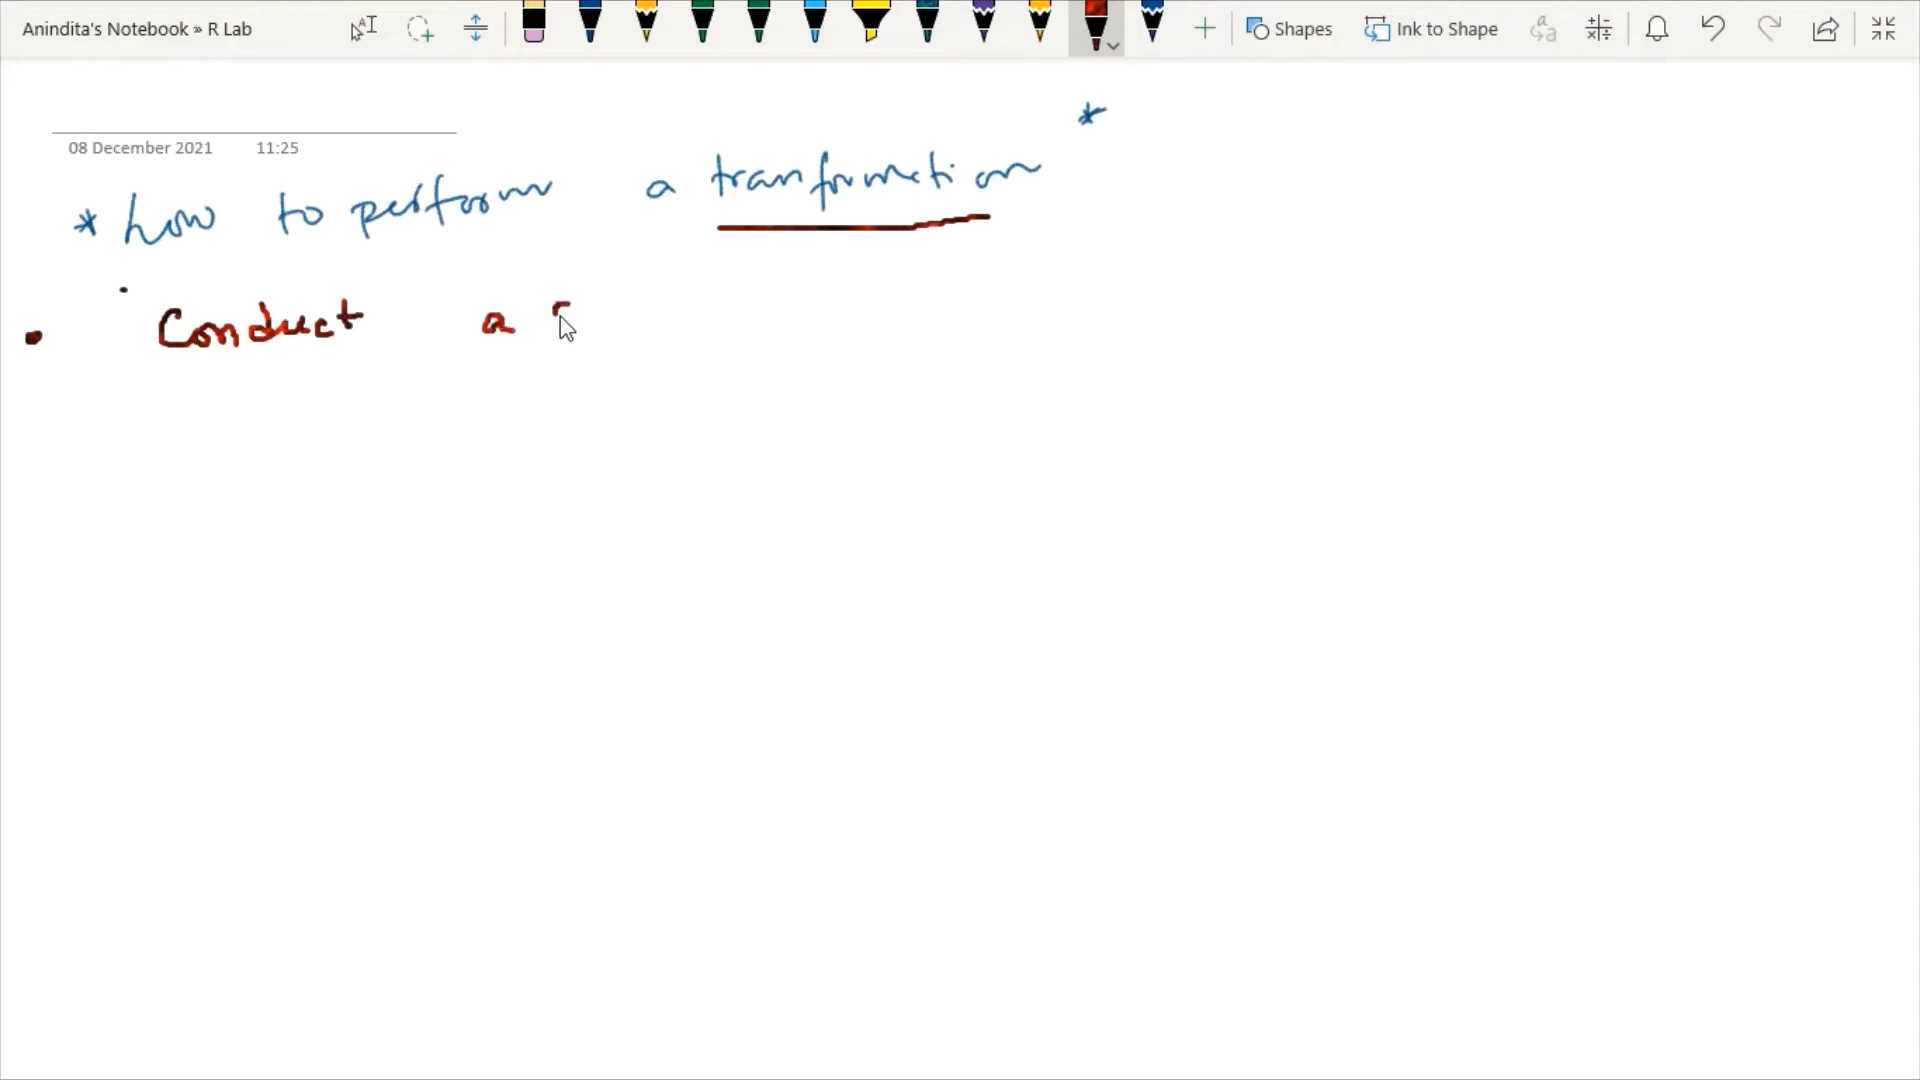 Anindita's Notebook » R Lab
Shapes
Ink to Shape
08 December 2021 11:25
* how to perform a tranformation *
• Conduct a